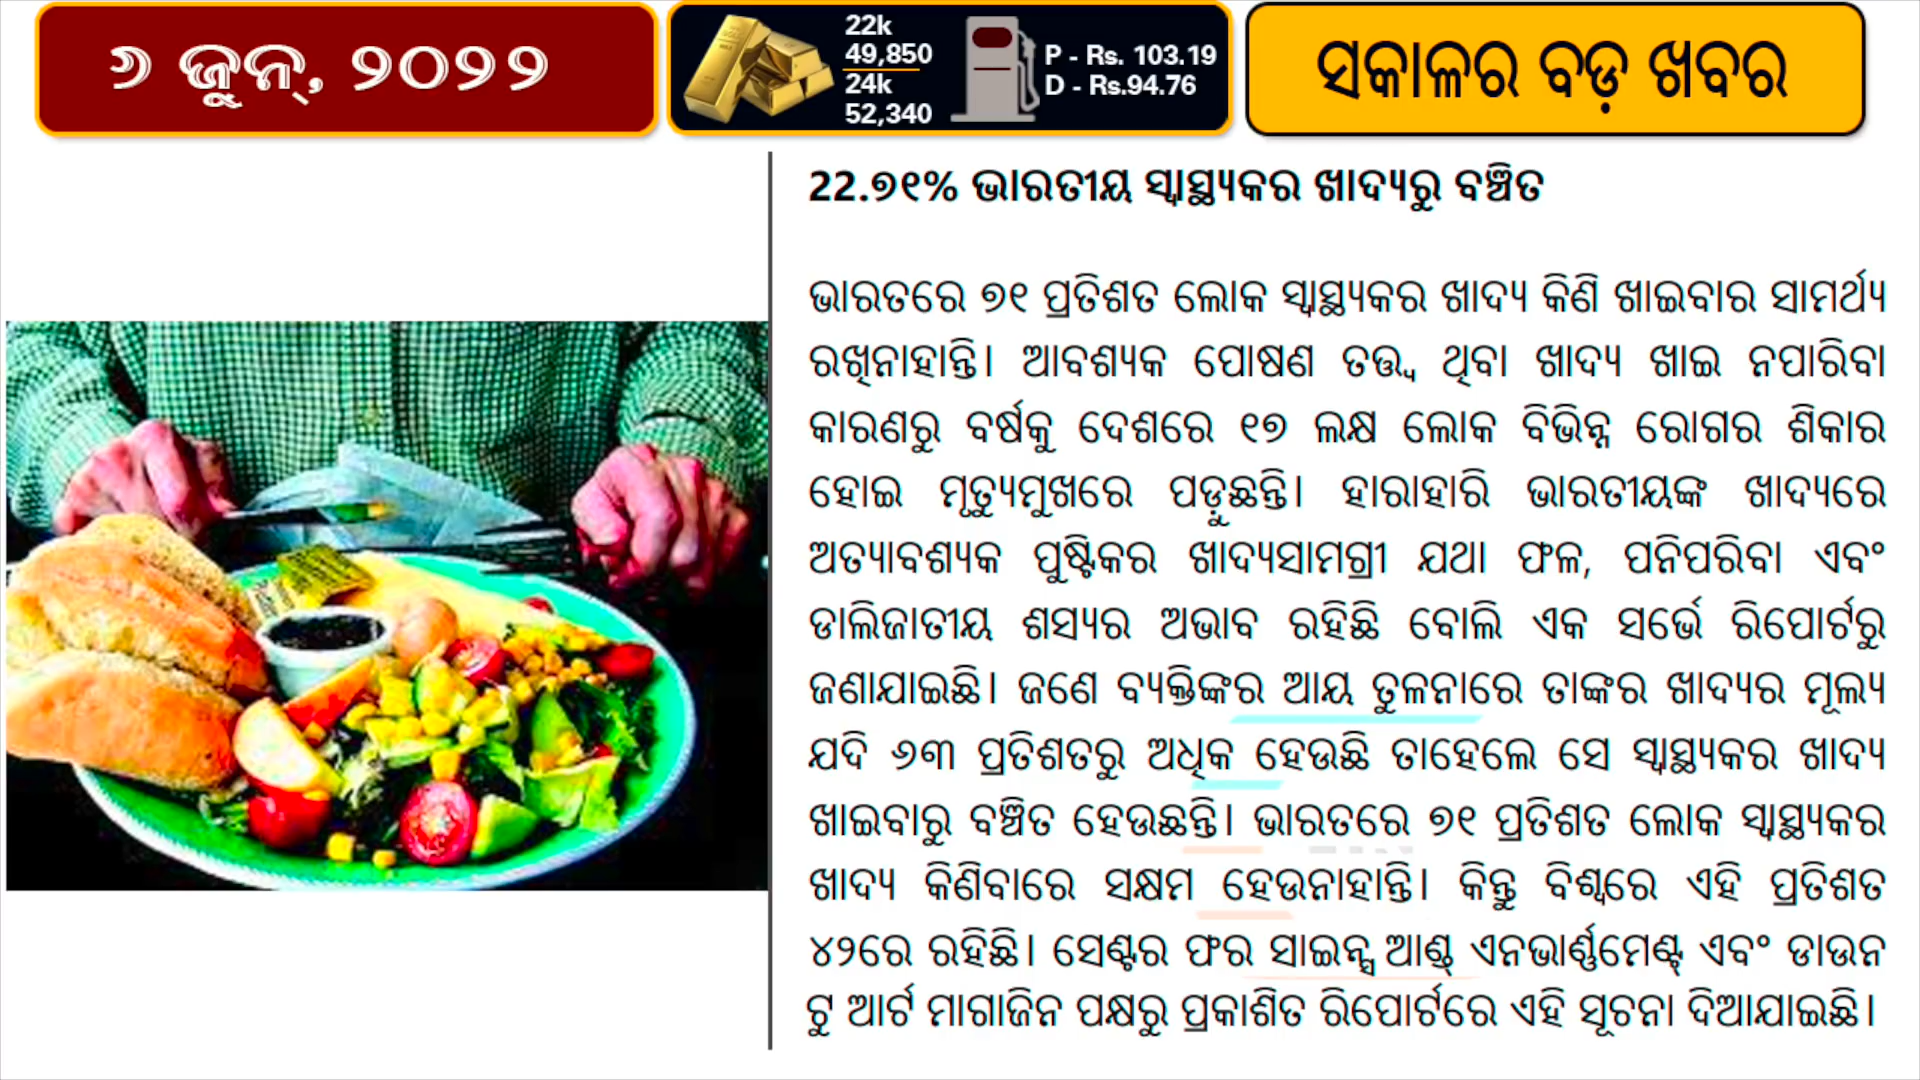 ୬ ଜୁନ୍, ୨୦୨୨
22k
49,850
24k
52,340
P - Rs. 103.19
D - Rs.94.76
ସକାଳର ବଡ଼ ଖବର
22.୭୧% ଭାରତୀୟ ସ୍ୱାସ୍ଥ୍ୟକର ଖାଦ୍ୟରୁ ବଞ୍ଚିତ
ଭାରତରେ ୭୧ ପ୍ରତିଶତ ଲୋକ ସ୍ୱାସ୍ଥ୍ୟକର ଖାଦ୍ୟ କିଣି ଖାଇବାର ସାମର୍ଥ୍ୟ
ରଖିନାହାନ୍ତି। ଆବଶ୍ୟକ ପୋଷଣ ତତ୍ତ୍ୱ ଥିବା ଖାଦ୍ୟ ଖାଇ ନପାରିବା
କାରଣରୁ ବର୍ଷକୁ ଦେଶରେ ୧୭ ଲକ୍ଷ ଲୋକ ବିଭିନ୍ନ ରୋଗର ଶିକାର
ହୋଇ ମୃତ୍ୟୁମୁଖରେ ପଡ଼ୁଛନ୍ତି। ହାରାହାରି ଭାରତୀୟଙ୍କ ଖାଦ୍ୟରେ
ଅତ୍ୟାବଶ୍ୟକ ପୁଷ୍ଟିକର ଖାଦ୍ୟସାମଗ୍ରୀ ଯଥା ଫଳ, ପନିପରିବା ଏବଂ
ଡାଲିଜାତୀୟ ଶସ୍ୟର ଅଭାବ ରହିଛି ବୋଲି ଏକ ସର୍ଭେ ରିପୋର୍ଟରୁ
ଜଣାଯାଇଛି। ଜଣେ ବ୍ୟକ୍ତିଙ୍କର ଆୟ ତୁଳନାରେ ତାଙ୍କର ଖାଦ୍ୟର ମୂଲ୍ୟ
ଯଦି ୬୩ ପ୍ରତିଶତରୁ ଅଧିକ ହେଉଛି ତାହେଲେ ସେ ସ୍ୱାସ୍ଥ୍ୟକର ଖାଦ୍ୟ
ଖାଇବାରୁ ବଞ୍ଚିତ ହେଉଛନ୍ତି। ଭାରତରେ ୭୧ ପ୍ରତିଶତ ଲୋକ ସ୍ୱାସ୍ଥ୍ୟକର
ଖାଦ୍ୟ କିଣିବାରେ ସକ୍ଷମ ହେଉନାହାନ୍ତି। କିନ୍ତୁ ବିଶ୍ୱରେ ଏହି ପ୍ରତିଶତ
୪୨ରେ ରହିଛି। ସେଣ୍ଟର ଫର ସାଇନ୍ସ ଆଣ୍ଡ୍ ଏନଭାର୍ଣ୍ଣମେଣ୍ଟ୍ ଏବଂ ଡାଉନ
ଟୁ ଆର୍ଟ ମାଗାଜିନ ପକ୍ଷରୁ ପ୍ରକାଶିତ ରିପୋର୍ଟରେ ଏହି ସୂଚନା ଦିଆଯାଇଛି।